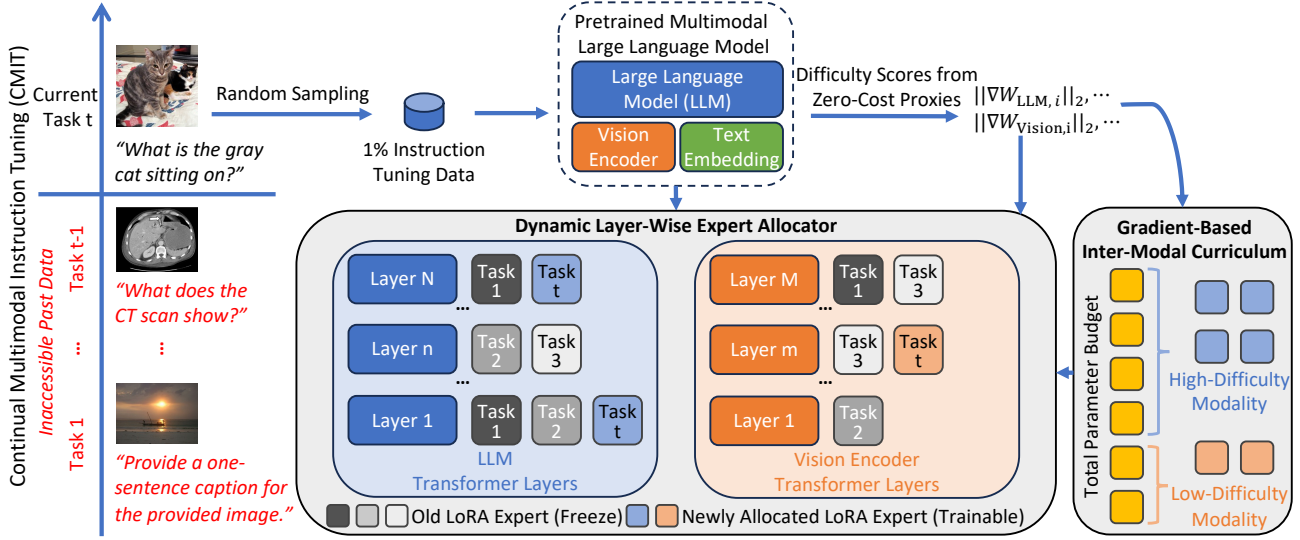 Continual Multimodal Instruction Tuning (CMIT)
Current
Task t
“What is the gray
cat sitting on?”
Inaccessible Past Data
Task t-1
...
Task 1
“What does the
CT scan show?”
...
“Provide a one-
sentence caption for
the provided image.”
Random Sampling
1% Instruction
Tuning Data
Pretrained Multimodal
Large Language Model
Large Language
Model (LLM)
Vision
Encoder
Text
Embedding
Difficulty Scores from
Zero-Cost Proxies
||∇W_LLM, i||₂, ⋯
||∇W_Vision,i||₂, ⋯
Dynamic Layer-Wise Expert Allocator
Layer N
Task
1
Task
t
...
Layer n
Task
2
Task
3
...
Layer 1
Task
1
Task
2
Task
t
LLM
Transformer Layers
Layer M
Task
1
Task
3
...
Layer m
Task
3
Task
t
...
Layer 1
Task
2
Vision Encoder
Transformer Layers
Old LoRA Expert (Freeze)
Newly Allocated LoRA Expert (Trainable)
Gradient-Based
Inter-Modal Curriculum
Total Parameter Budget
High-Difficulty
Modality
Low-Difficulty
Modality